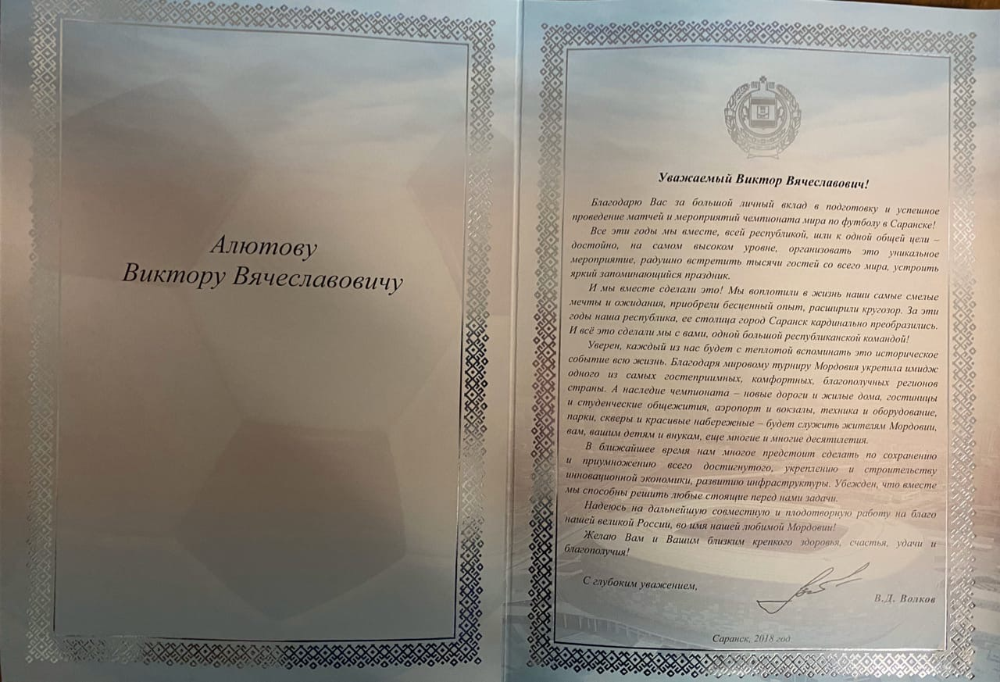 Алютову
Виктору Вячеславовичу
Уважаемый Виктор Вячеславович!
Благодарю Вас за большой личный вклад в подготовку и успешное
проведение матчей и мероприятий чемпионата мира по футболу в Саранске!
Все эти годы мы вместе, всей республикой, шли к одной общей цели –
достойно, на самом высоком уровне, организовать это уникальное
мероприятие, радушно встретить тысячи гостей со всего мира, устроить
яркий запоминающийся праздник.
И мы вместе сделали это! Мы воплотили в жизнь наши самые смелые
мечты и ожидания, приобрели бесценный опыт, расширили кругозор. За эти
годы наша республика, ее столица город Саранск кардинально преобразились.
И всё это сделали мы с вами, одной большой республиканской командой!
Уверен, каждый из нас будет с теплотой вспоминать это историческое
событие всю жизнь. Благодаря мировому турниру Мордовия укрепила имидж
одного из самых гостеприимных, комфортных, благополучных регионов
страны. А наследие чемпионата – новые дороги и жилые дома, гостиницы
и студенческие общежития, аэропорт и вокзалы, техника и оборудование,
парки, скверы и красивые набережные – будет служить жителям Мордовии,
вам, вашим детям и внукам, еще многие и многие десятилетия.
В ближайшее время нам многое предстоит сделать по сохранению
и приумножению всего достигнутого, укреплению и строительству
инновационной экономики, развитию инфраструктуры. Убежден, что вместе
мы способны решить любые стоящие перед нами задачи.
Надеюсь на дальнейшую совместную и плодотворную работу на благо
нашей великой России, во имя нашей любимой Мордовии!
Желаю Вам и Вашим близким крепкого здоровья, счастья, удачи и
благополучия!
С глубоким уважением,
В.Д. Волков
Саранск, 2018 год